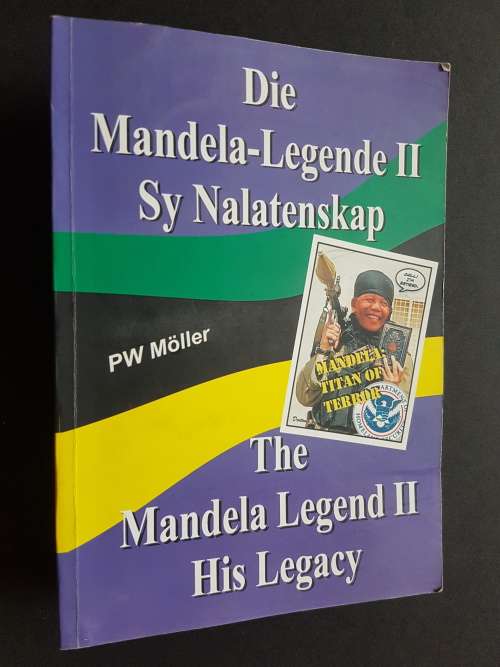 Die
Mandela-Legende II
Sy Nalatenskap
PW Möller
MANDELA:
TITAN OF
TERROR
The
Mandela Legend II
His Legacy